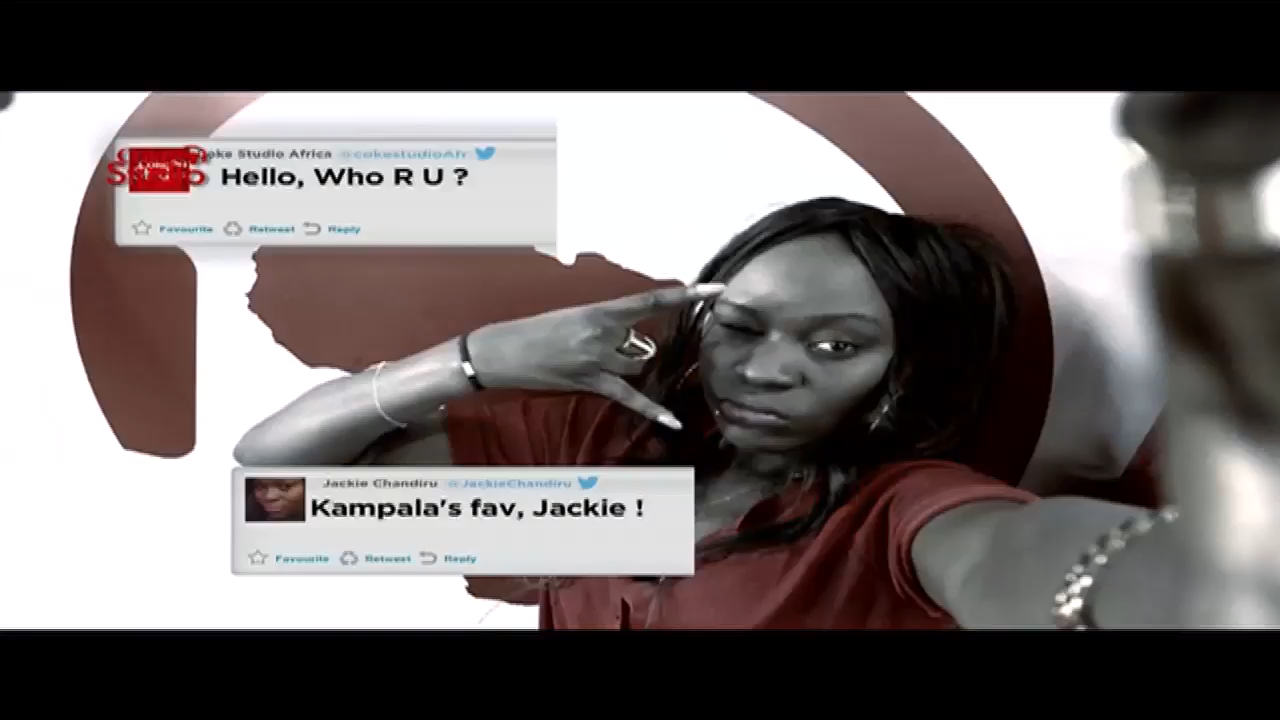 Coke Studio Africa @cokestudioAfr
Hello, Who R U ?
Favourite Retweet Reply
Jackie Chandiru @JackieChandiru
Kampala's fav, Jackie !
Favourite Retweet Reply